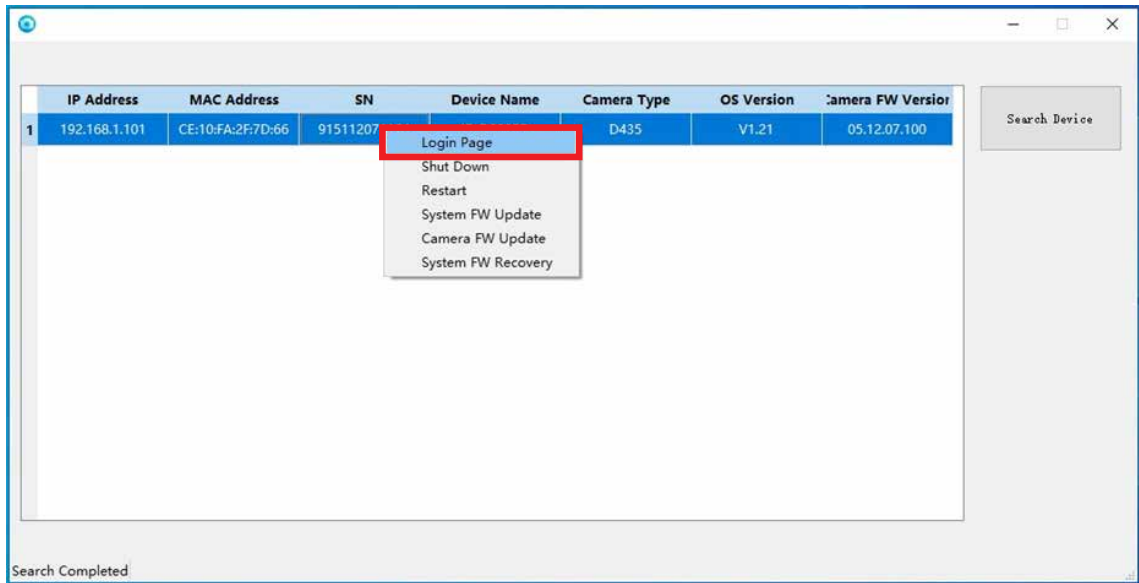 IP Address MAC Address SN Device Name Camera Type OS Version Camera FW Version
1 192.168.1.101 CE:10:FA:2F:7D:66 91511207 D435 V1.21 05.12.07.100
Search Device
Login Page
Shut Down
Restart
System FW Update
Camera FW Update
System FW Recovery
Search Completed